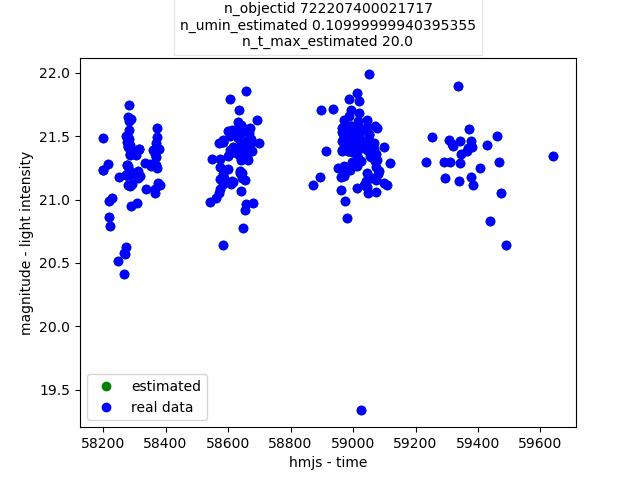 n_objectid 722207400021717
n_umin_estimated 0.10999999940395355
n_t_max_estimated 20.0
22.0
21.5
21.0
20.5
20.0
19.5
magnitude - light intensity
estimated
real data
58200 58400 58600 58800 59000 59200 59400 59600
hmjs - time